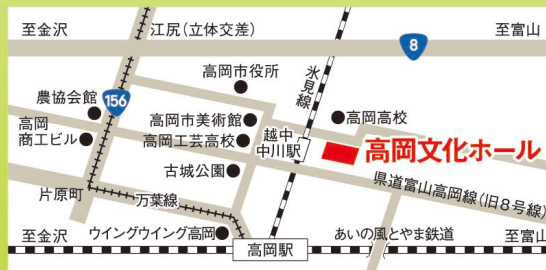 至金沢
江尻(立体交差)
8
至富山
高岡市役所
氷見線
農協会館
156
高岡市美術館
高岡高校
高岡
商工ビル
高岡工芸高校
越中
中川駅
高岡文化ホール
古城公園
県道富山高岡線(旧8号線)
片原町
万葉線
ウイングウイング高岡
至金沢
高岡駅
あいの風とやま鉄道
至富山